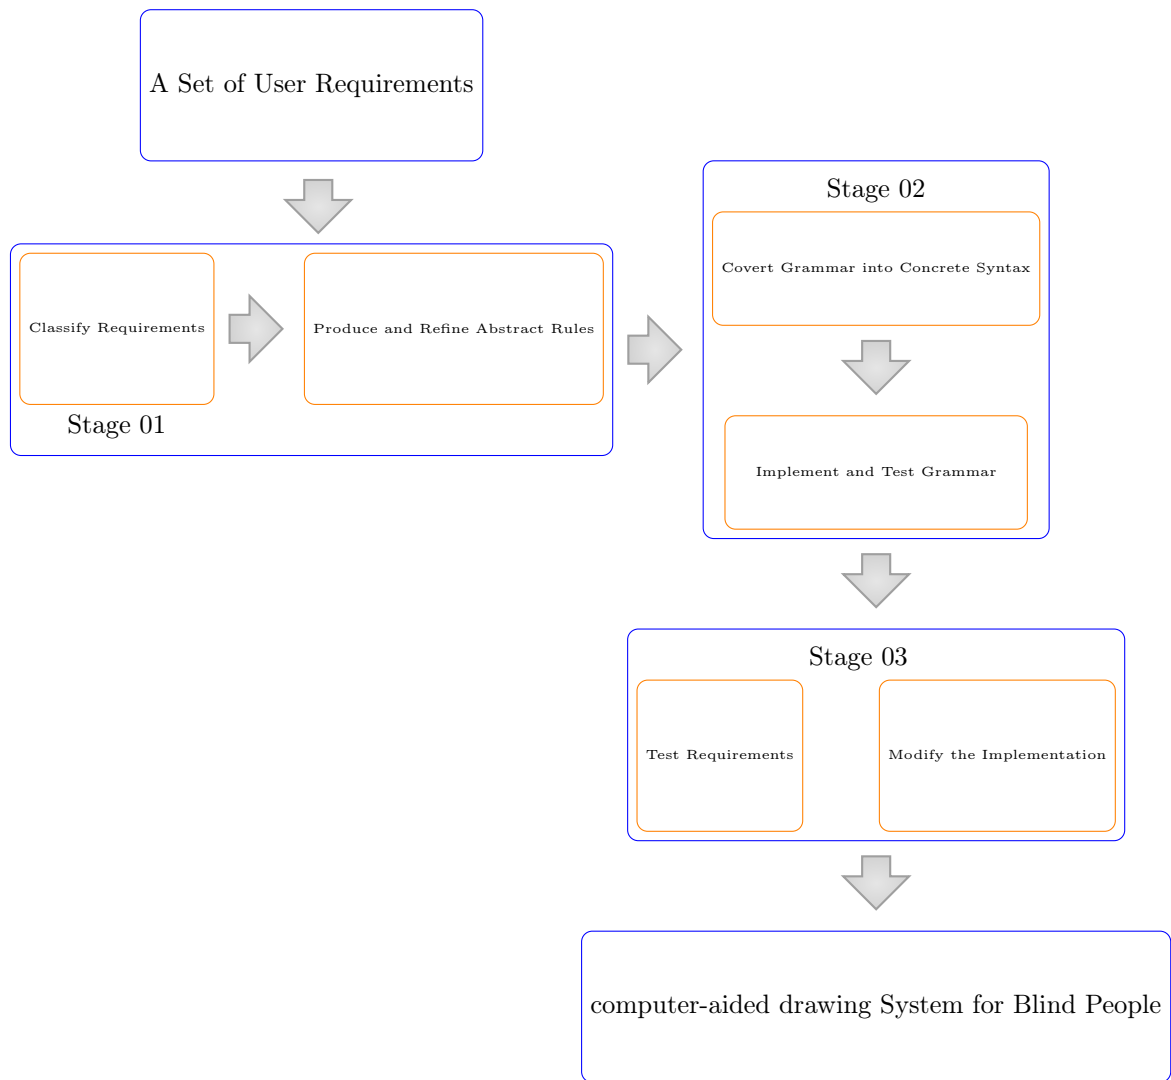 A Set of User Requirements
Classify Requirements
Produce and Refine Abstract Rules
Stage 01
Stage 02
Covert Grammar into Concrete Syntax
Implement and Test Grammar
Stage 03
Test Requirements
Modify the Implementation
computer-aided drawing System for Blind People